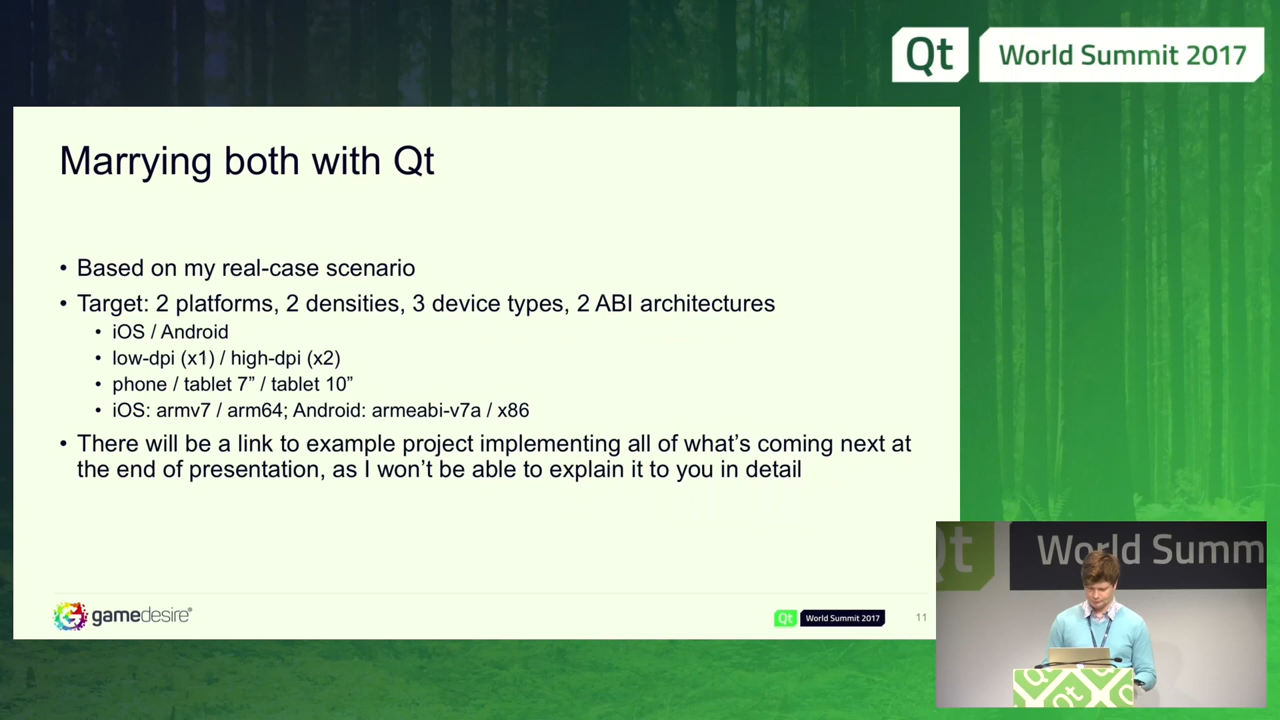 Qt World Summit 2017
Marrying both with Qt
• Based on my real-case scenario
• Target: 2 platforms, 2 densities, 3 device types, 2 ABI architectures
• iOS / Android
• low-dpi (x1) / high-dpi (x2)
• phone / tablet 7” / tablet 10”
• iOS: armv7 / arm64; Android: armeabi-v7a / x86
• There will be a link to example project implementing all of what’s coming next at
the end of presentation, as I won’t be able to explain it to you in detail
gamedesire®
Qt World Summit 2017
11
Qt World Summ
Qt